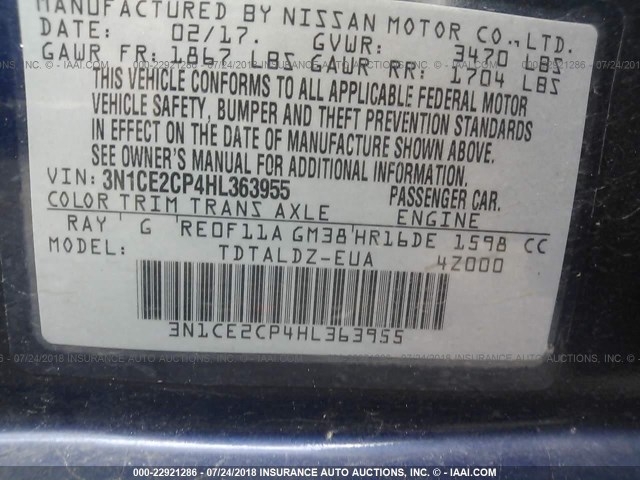 MANUFACTURED BY NISSAN MOTOR CO.,LTD.
DATE: 02/17. GVWR: 3470 LBS
GAWR FR: 1867 LBS GAWR RR: 1704 LBS
THIS VEHICLE CONFORMS TO ALL APPLICABLE FEDERAL MOTOR
VEHICLE SAFETY, BUMPER AND THEFT PREVENTION STANDARDS
IN EFFECT ON THE DATE OF MANUFACTURE SHOWN ABOVE.
SEE OWNER'S MANUAL FOR ADDITIONAL INFORMATION.
VIN: 3N1CE2CP4HL363955 PASSENGER CAR.
COLOR TRIM TRANS AXLE ENGINE
RAY G RE0F11A GM38 HR16DE 1598 CC
MODEL: TDTALDZ-EUA 4Z000
3N1CE2CP4HL363955
000-22921286 - 07/24/2018 INSURANCE AUTO AUCTIONS - © - IAAI.COM